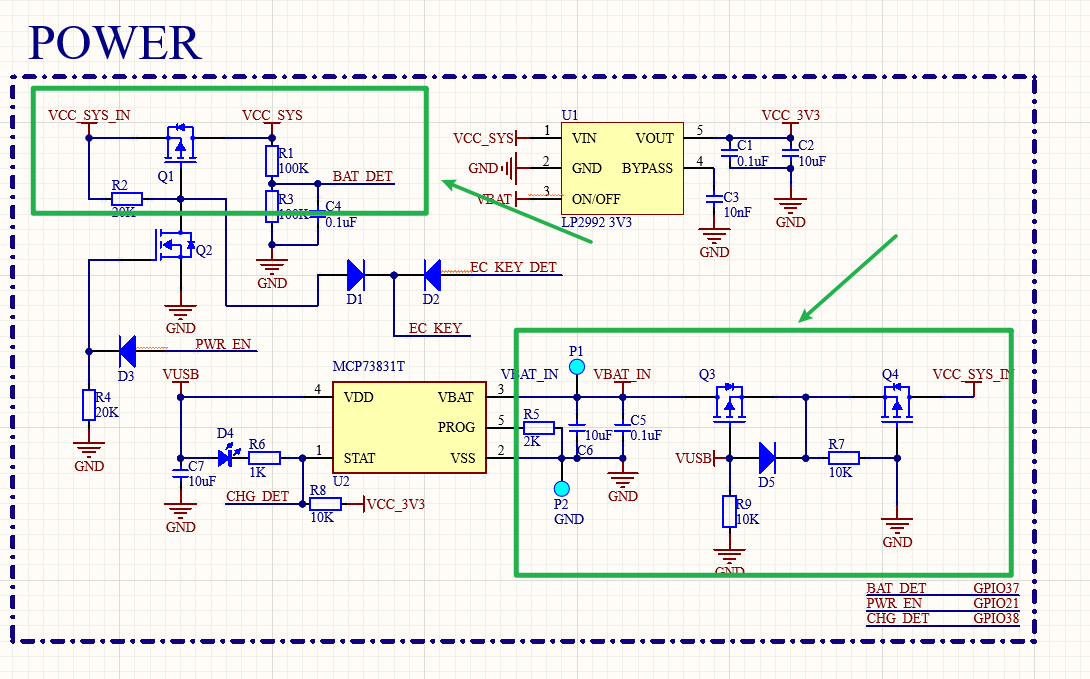 POWER
VCC_SYS_IN
VCC_SYS
Q1
R1
100K
BAT_DET
R2
20K
R3
100K
C4
0.1uF
Q2
GND
GND
D1
D2
EC_KEY_DET
EC_KEY
PWR_EN
D3
R4
20K
GND
U1
VCC_SYS
1
VIN
VOUT
5
VCC_3V3
GND
2
GND
BYPASS
4
C1
0.1uF
C2
10uF
VBAT
3
ON/OFF
LP2992 3V3
C3
10nF
GND
GND
VUSB
MCP73831T
4
VDD
VBAT
3
PROG
5
1
STAT
VSS
2
U2
D4
R6
1K
C7
10uF
GND
CHG_DET
R8
10K
VCC_3V3
VBAT_IN
P1
VBAT_IN
R5
2K
10uF
C6
C5
0.1uF
P2
GND
GND
Q3
Q4
VCC_SYS_IN
VUSB
D5
R7
10K
R9
10K
GND
GND
BAT_DET GPIO37
PWR_EN GPIO21
CHG_DET GPIO38